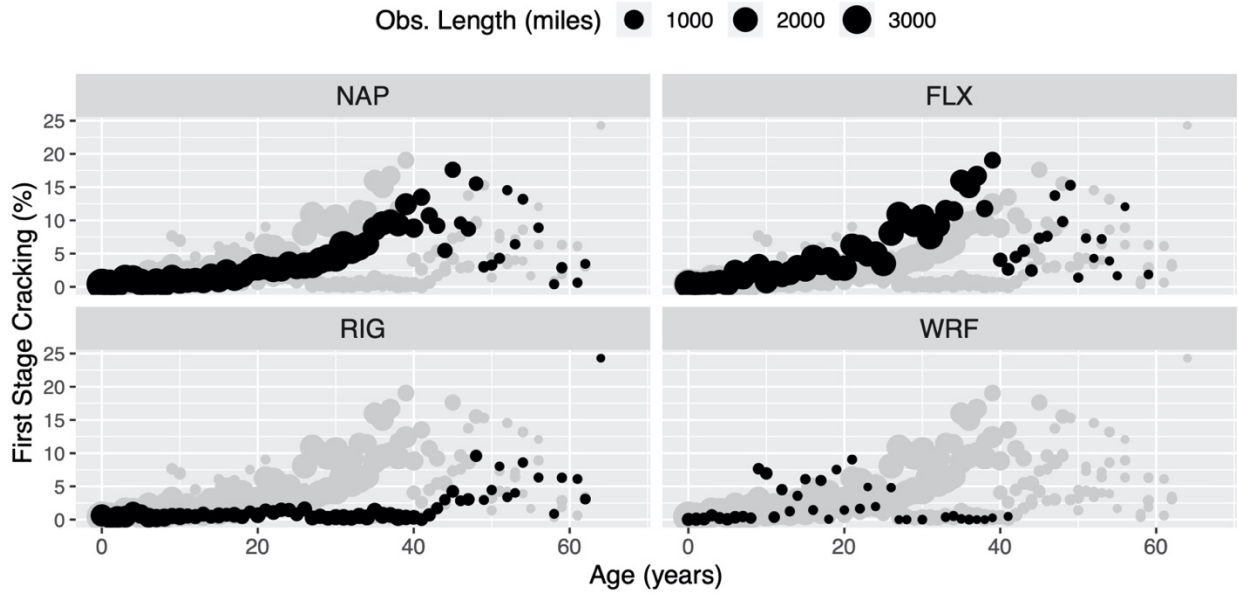 Obs. Length (miles) 1000 2000 3000
NAP FLX
25
20
15
10
5
0
RIG WRF
25
20
15
10
5
0
First Stage Cracking (%)
0 20 40 60 0 20 40 60
Age (years)